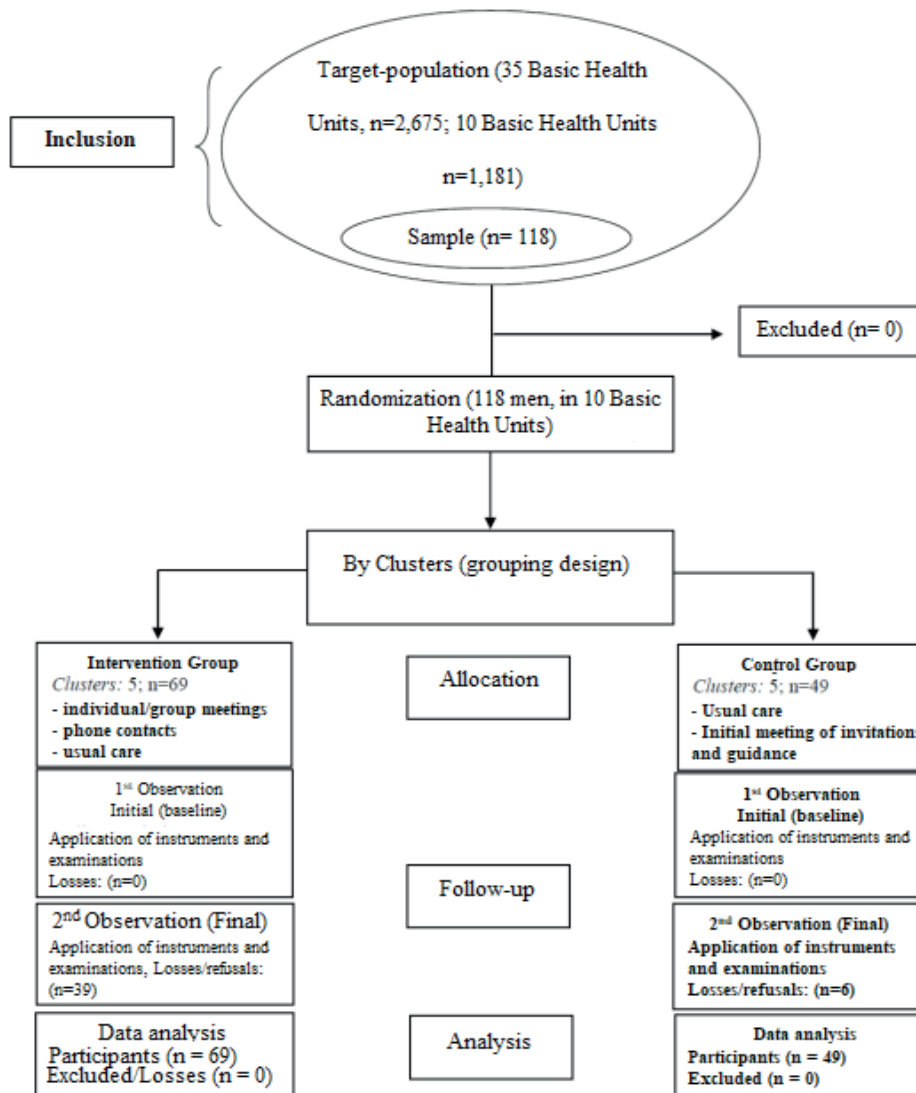 Target-population (35 Basic Health
Units, n=2,675; 10 Basic Health Units
n=1,181)
Inclusion
Sample (n= 118)
Excluded (n= 0)
Randomization (118 men, in 10 Basic
Health Units)
By Clusters (grouping design)
Intervention Group
Clusters: 5; n=69
- individual/group meetings
- phone contacts
- usual care
Allocation
Control Group
Clusters: 5; n=49
- Usual care
- Initial meeting of invitations
and guidance
1st Observation
Initial (baseline)
Application of instruments and
examinations
Losses: (n=0)
1st Observation
Initial (baseline)
Application of instruments and
examinations
Losses: (n=0)
Follow-up
2nd Observation (Final)
Application of instruments and
examinations, Losses/refusals:
(n=39)
2nd Observation (Final)
Application of instruments
and examinations
Losses/refusals: (n=6)
Data analysis
Participants (n = 69)
Excluded/Losses (n = 0)
Analysis
Data analysis
Participants (n = 49)
Excluded (n = 0)